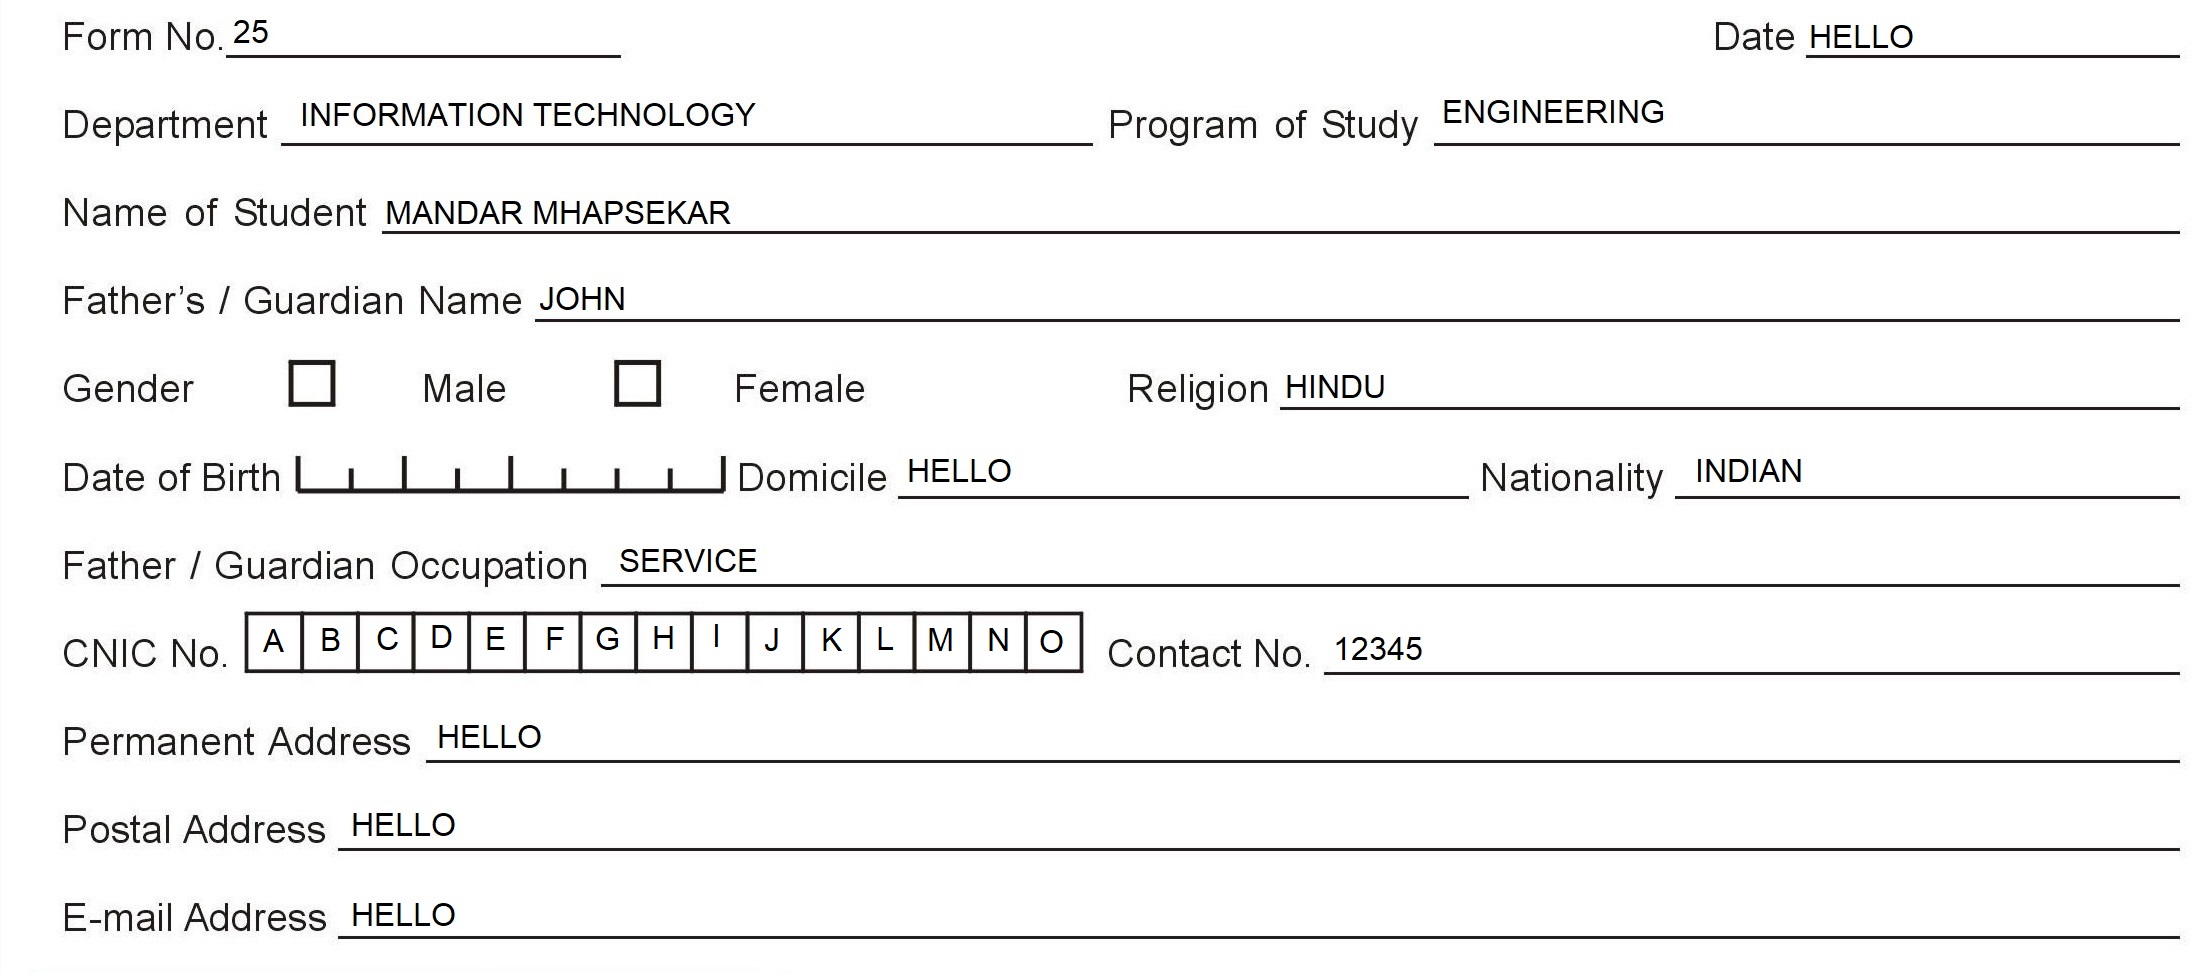 Form No. 25 Date HELLO
Department INFORMATION TECHNOLOGY Program of Study ENGINEERING
Name of Student MANDAR MHAPSEKAR
Father’s / Guardian Name JOHN
Gender Male Female Religion HINDU
Date of Birth Domicile HELLO Nationality INDIAN
Father / Guardian Occupation SERVICE
CNIC No. A B C D E F G H I J K L M N O Contact No. 12345
Permanent Address HELLO
Postal Address HELLO
E-mail Address HELLO